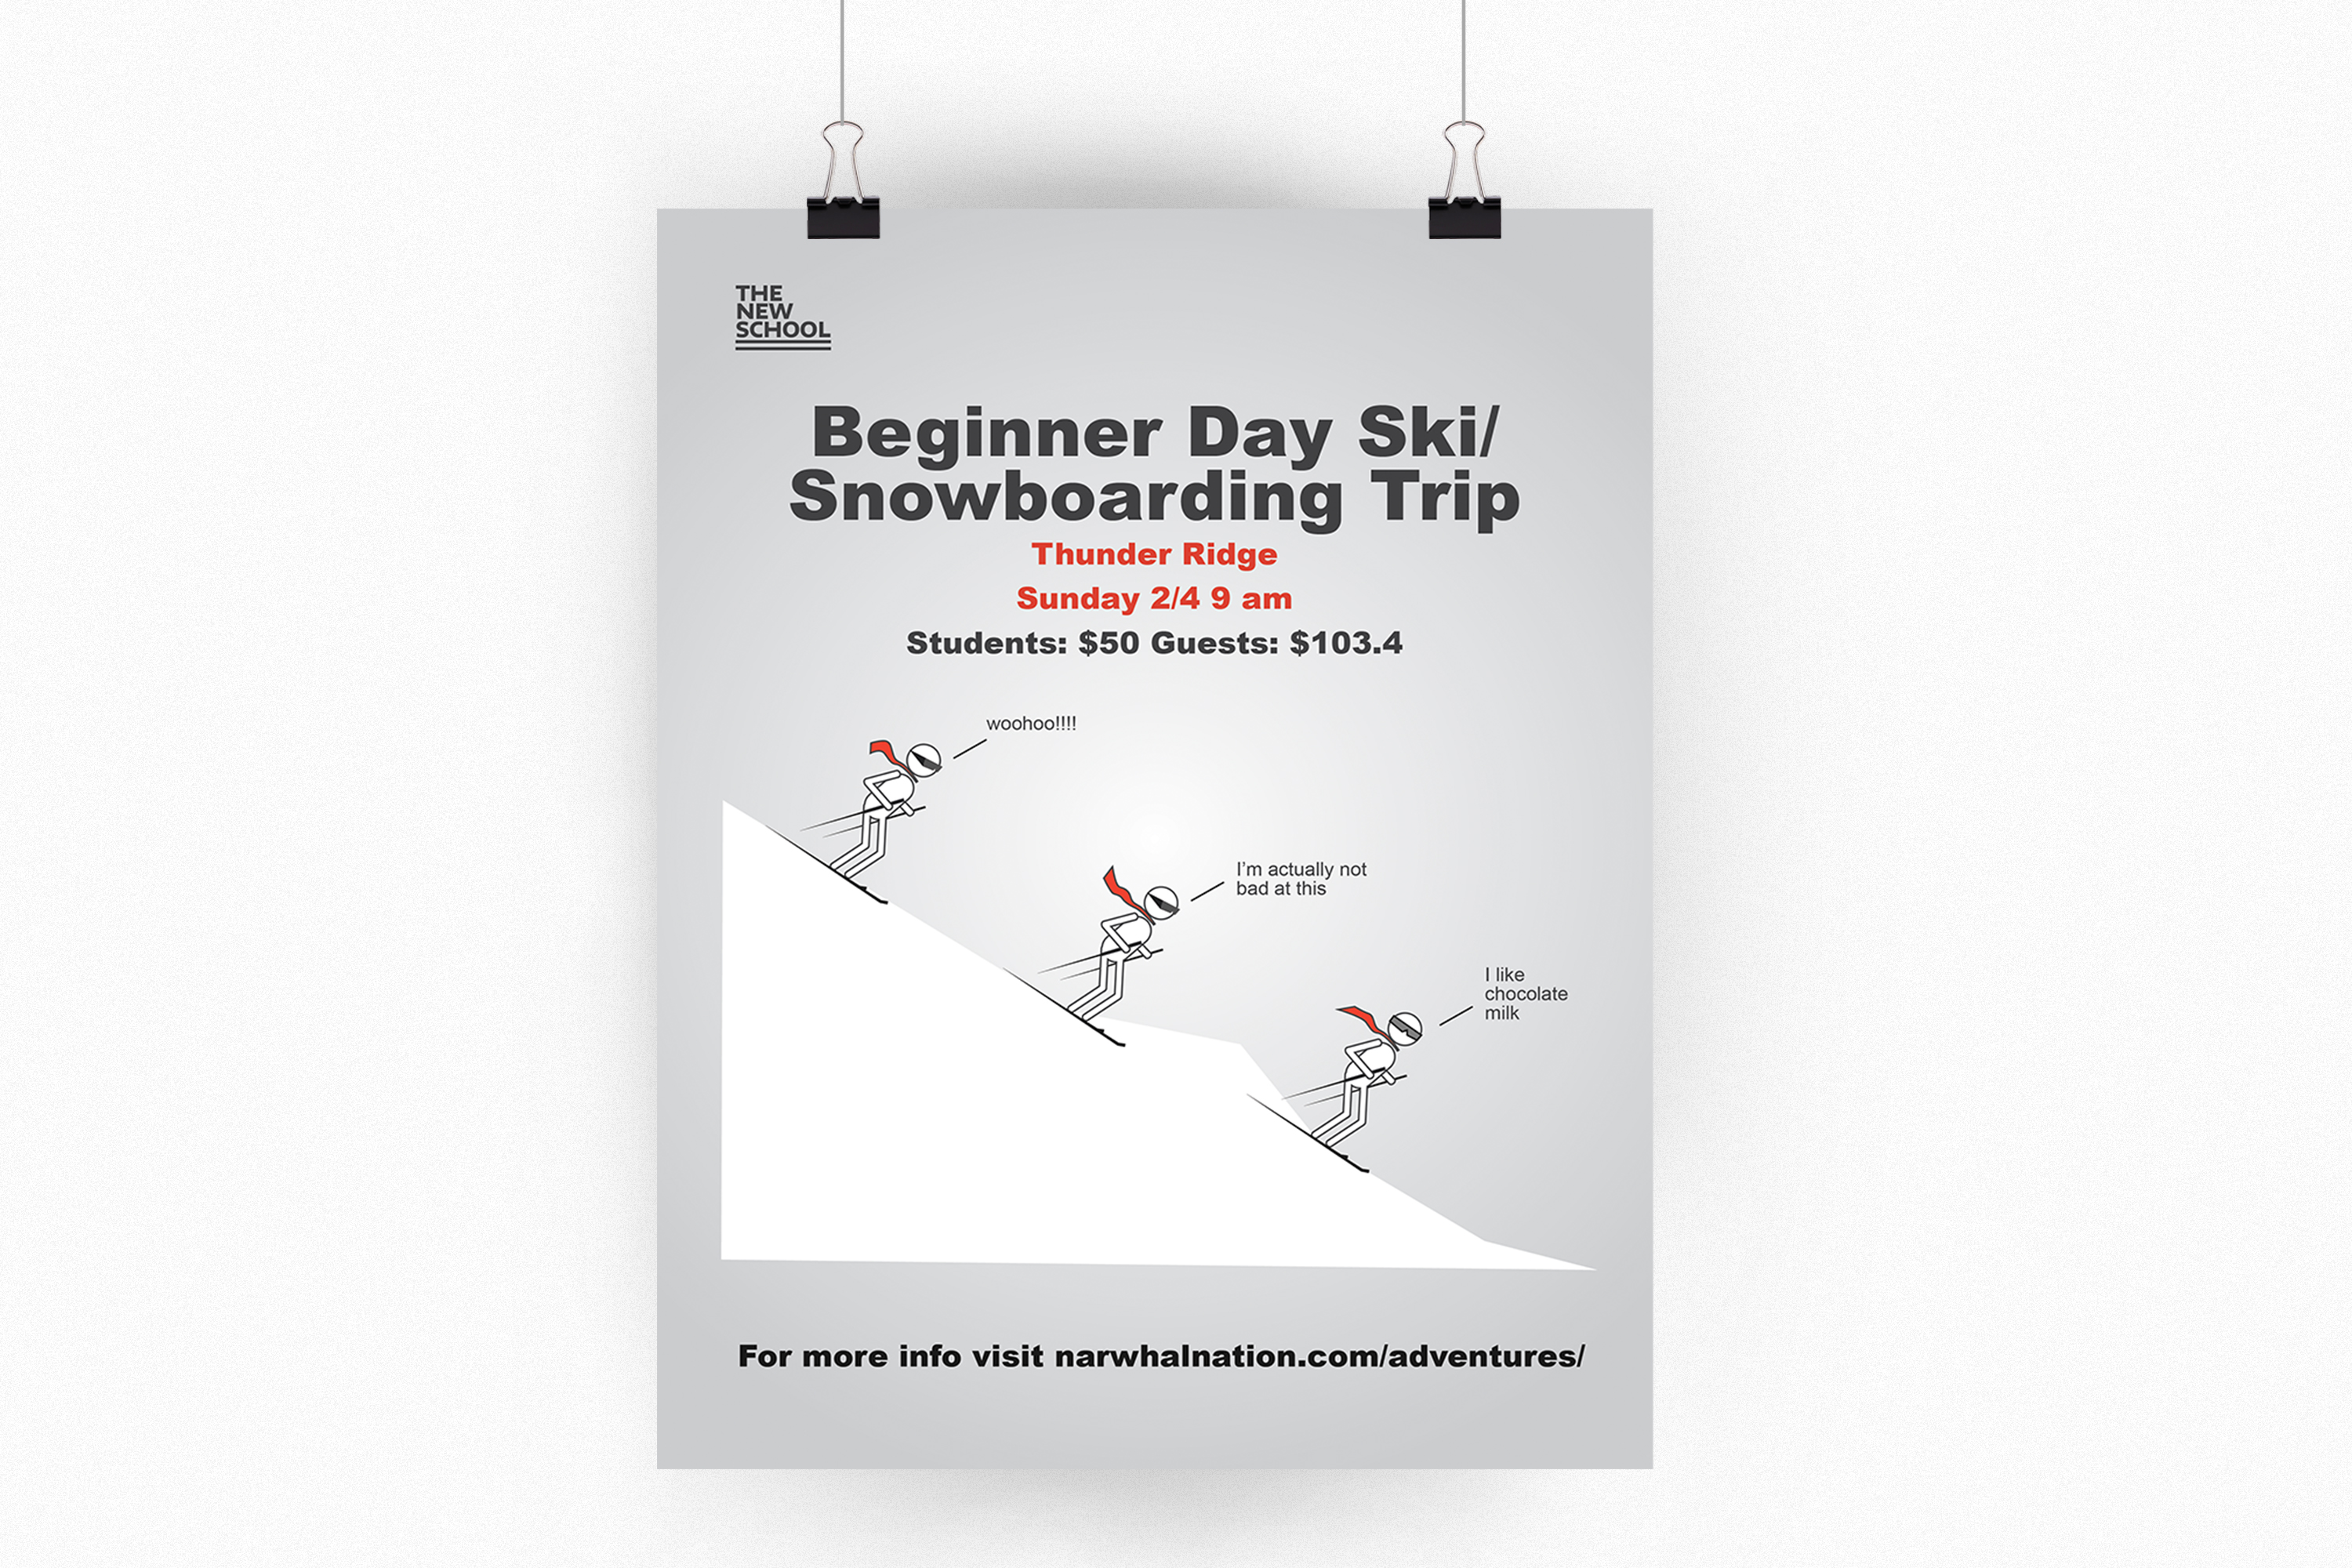 THE
NEW
SCHOOL
Beginner Day Ski/
Snowboarding Trip
Thunder Ridge
Sunday 2/4 9 am
Students: $50 Guests: $103.4
woohoo!!!!
I'm actually not
bad at this
I like
chocolate
milk
For more info visit narwhalnation.com/adventures/